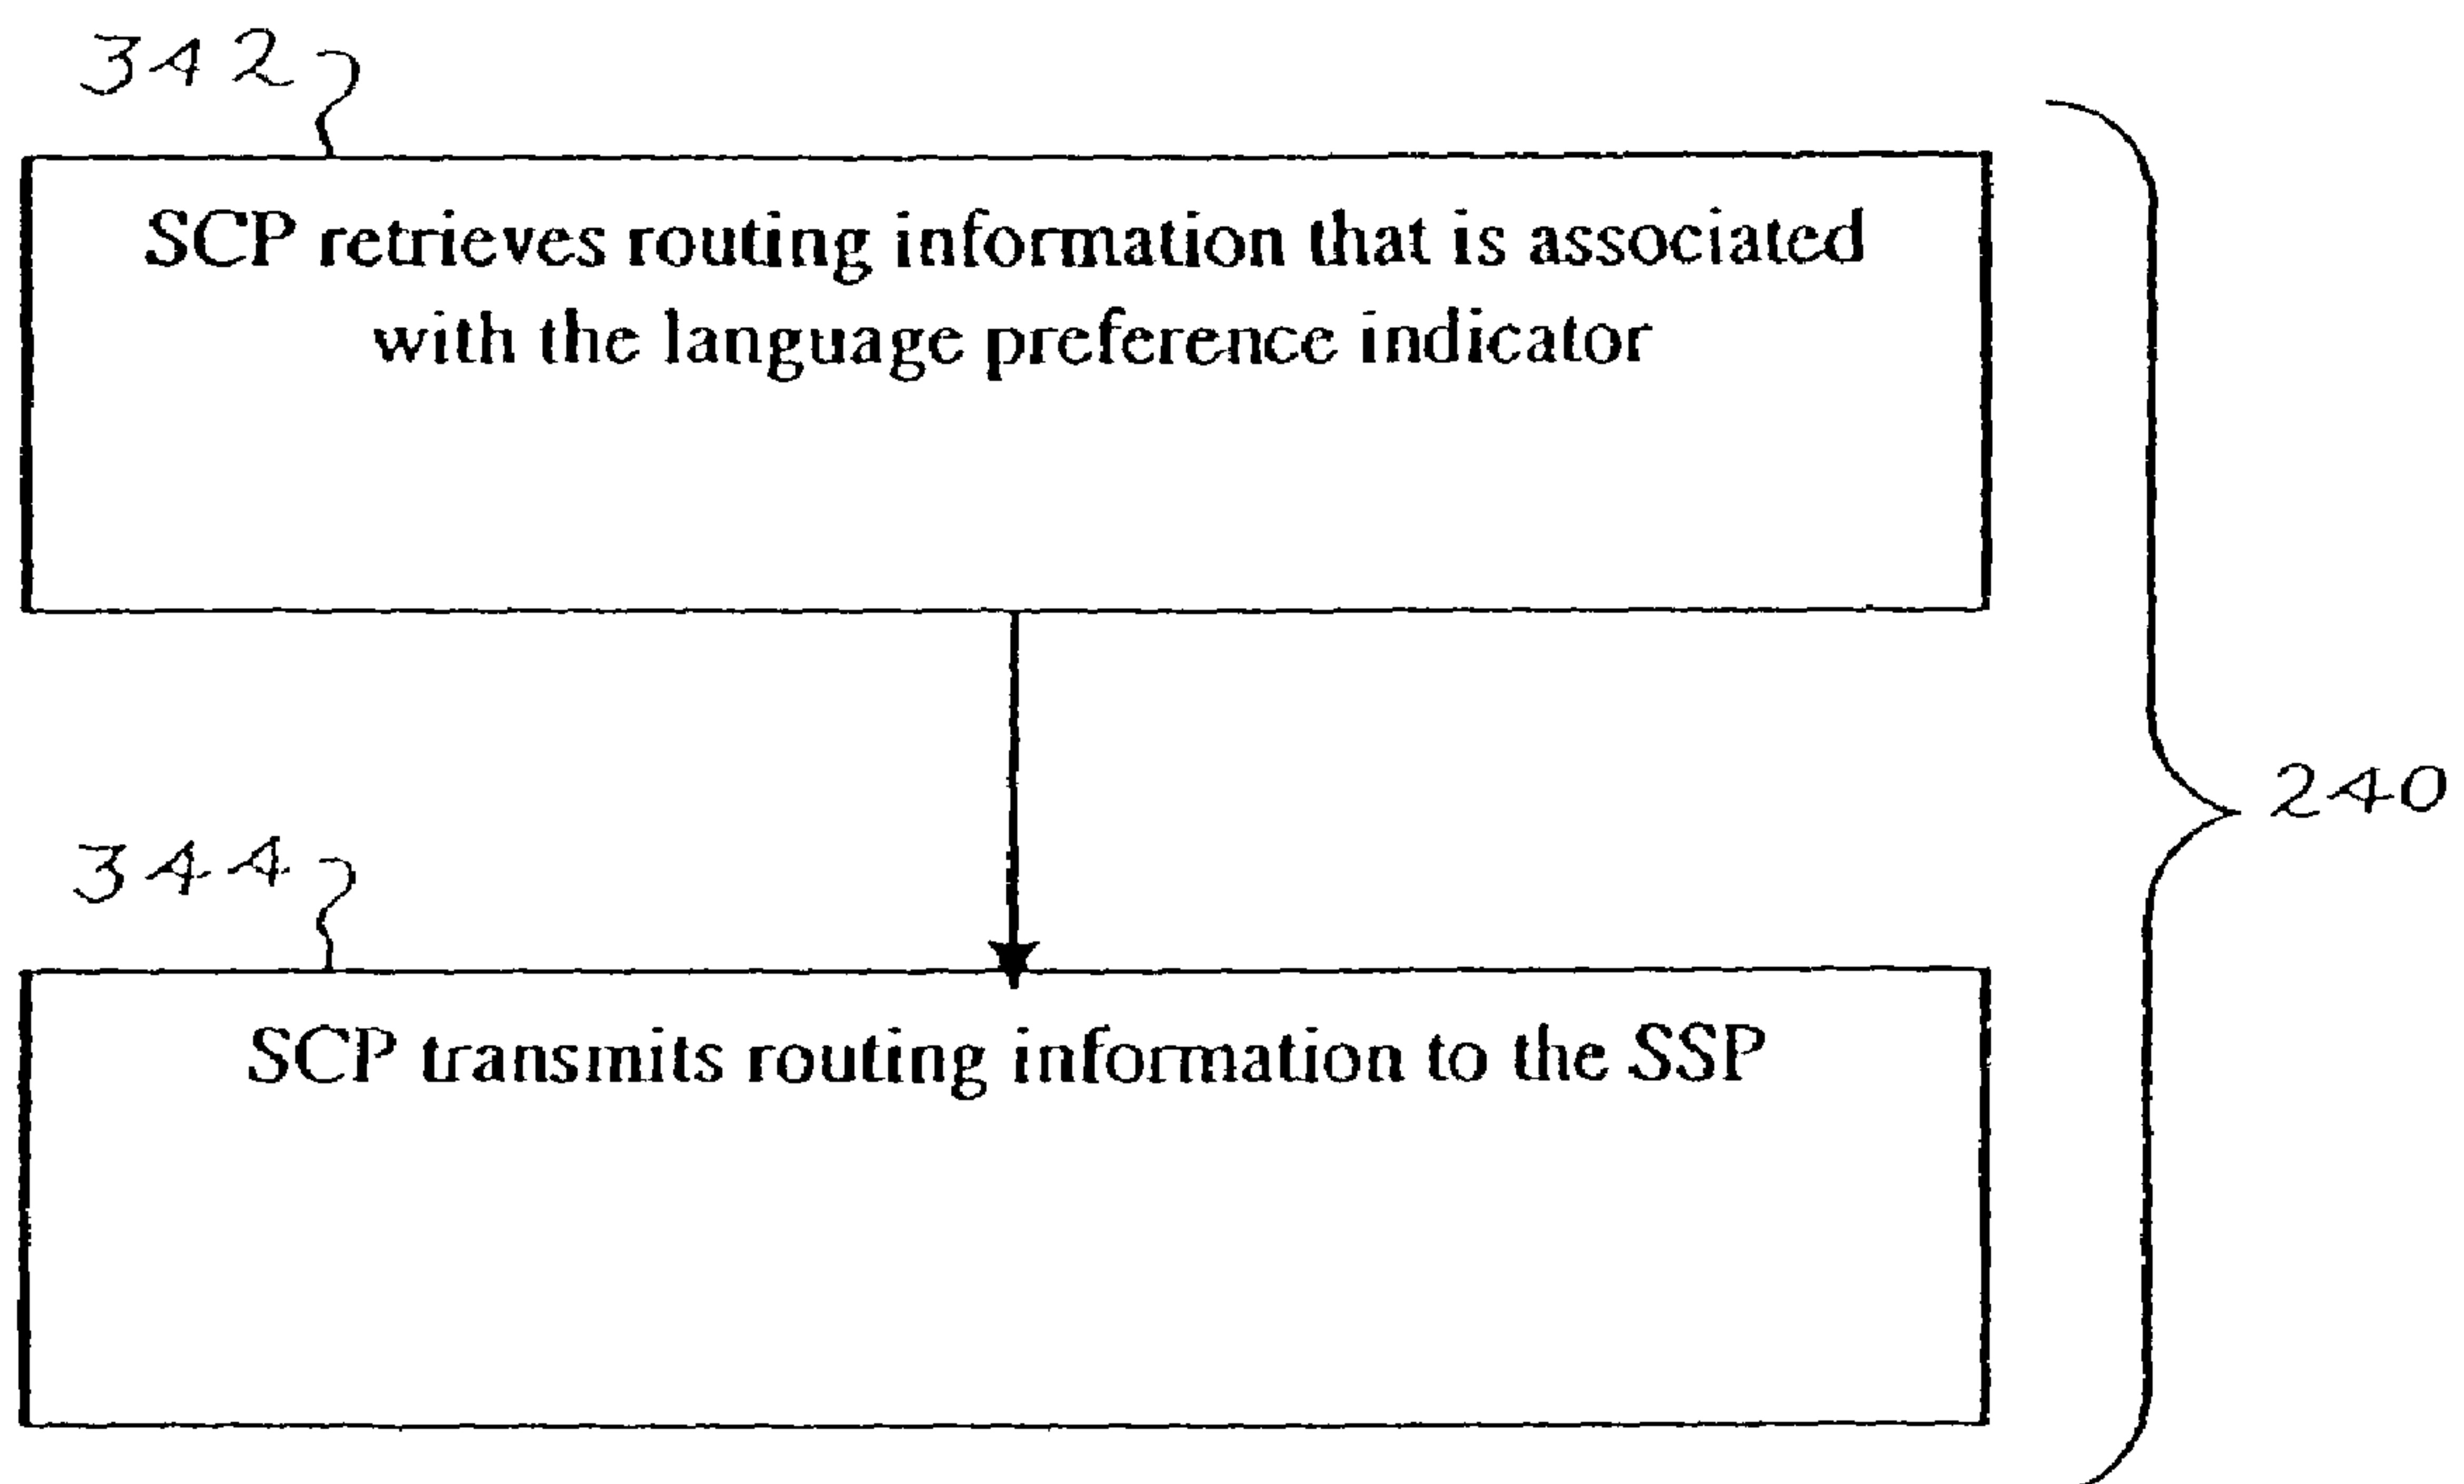 342
SCP retrieves routing information that is associated
with the language preference indicator
240
344
SCP transmits routing information to the SSP